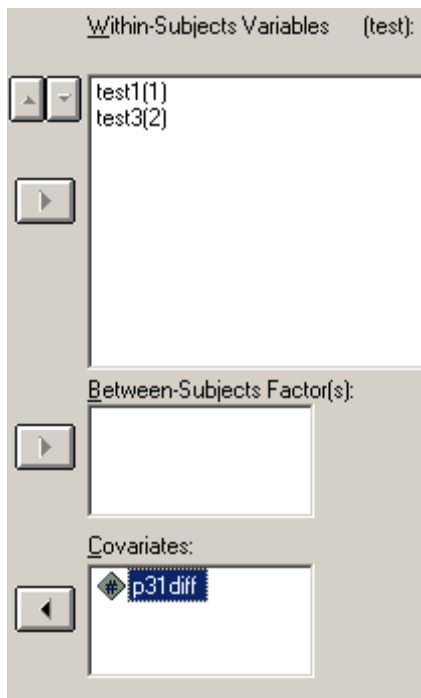 Within-Subjects Variables (test):
test1(1)
test3(2)
Between-Subjects Factor(s):
Covariates:
# p31diff